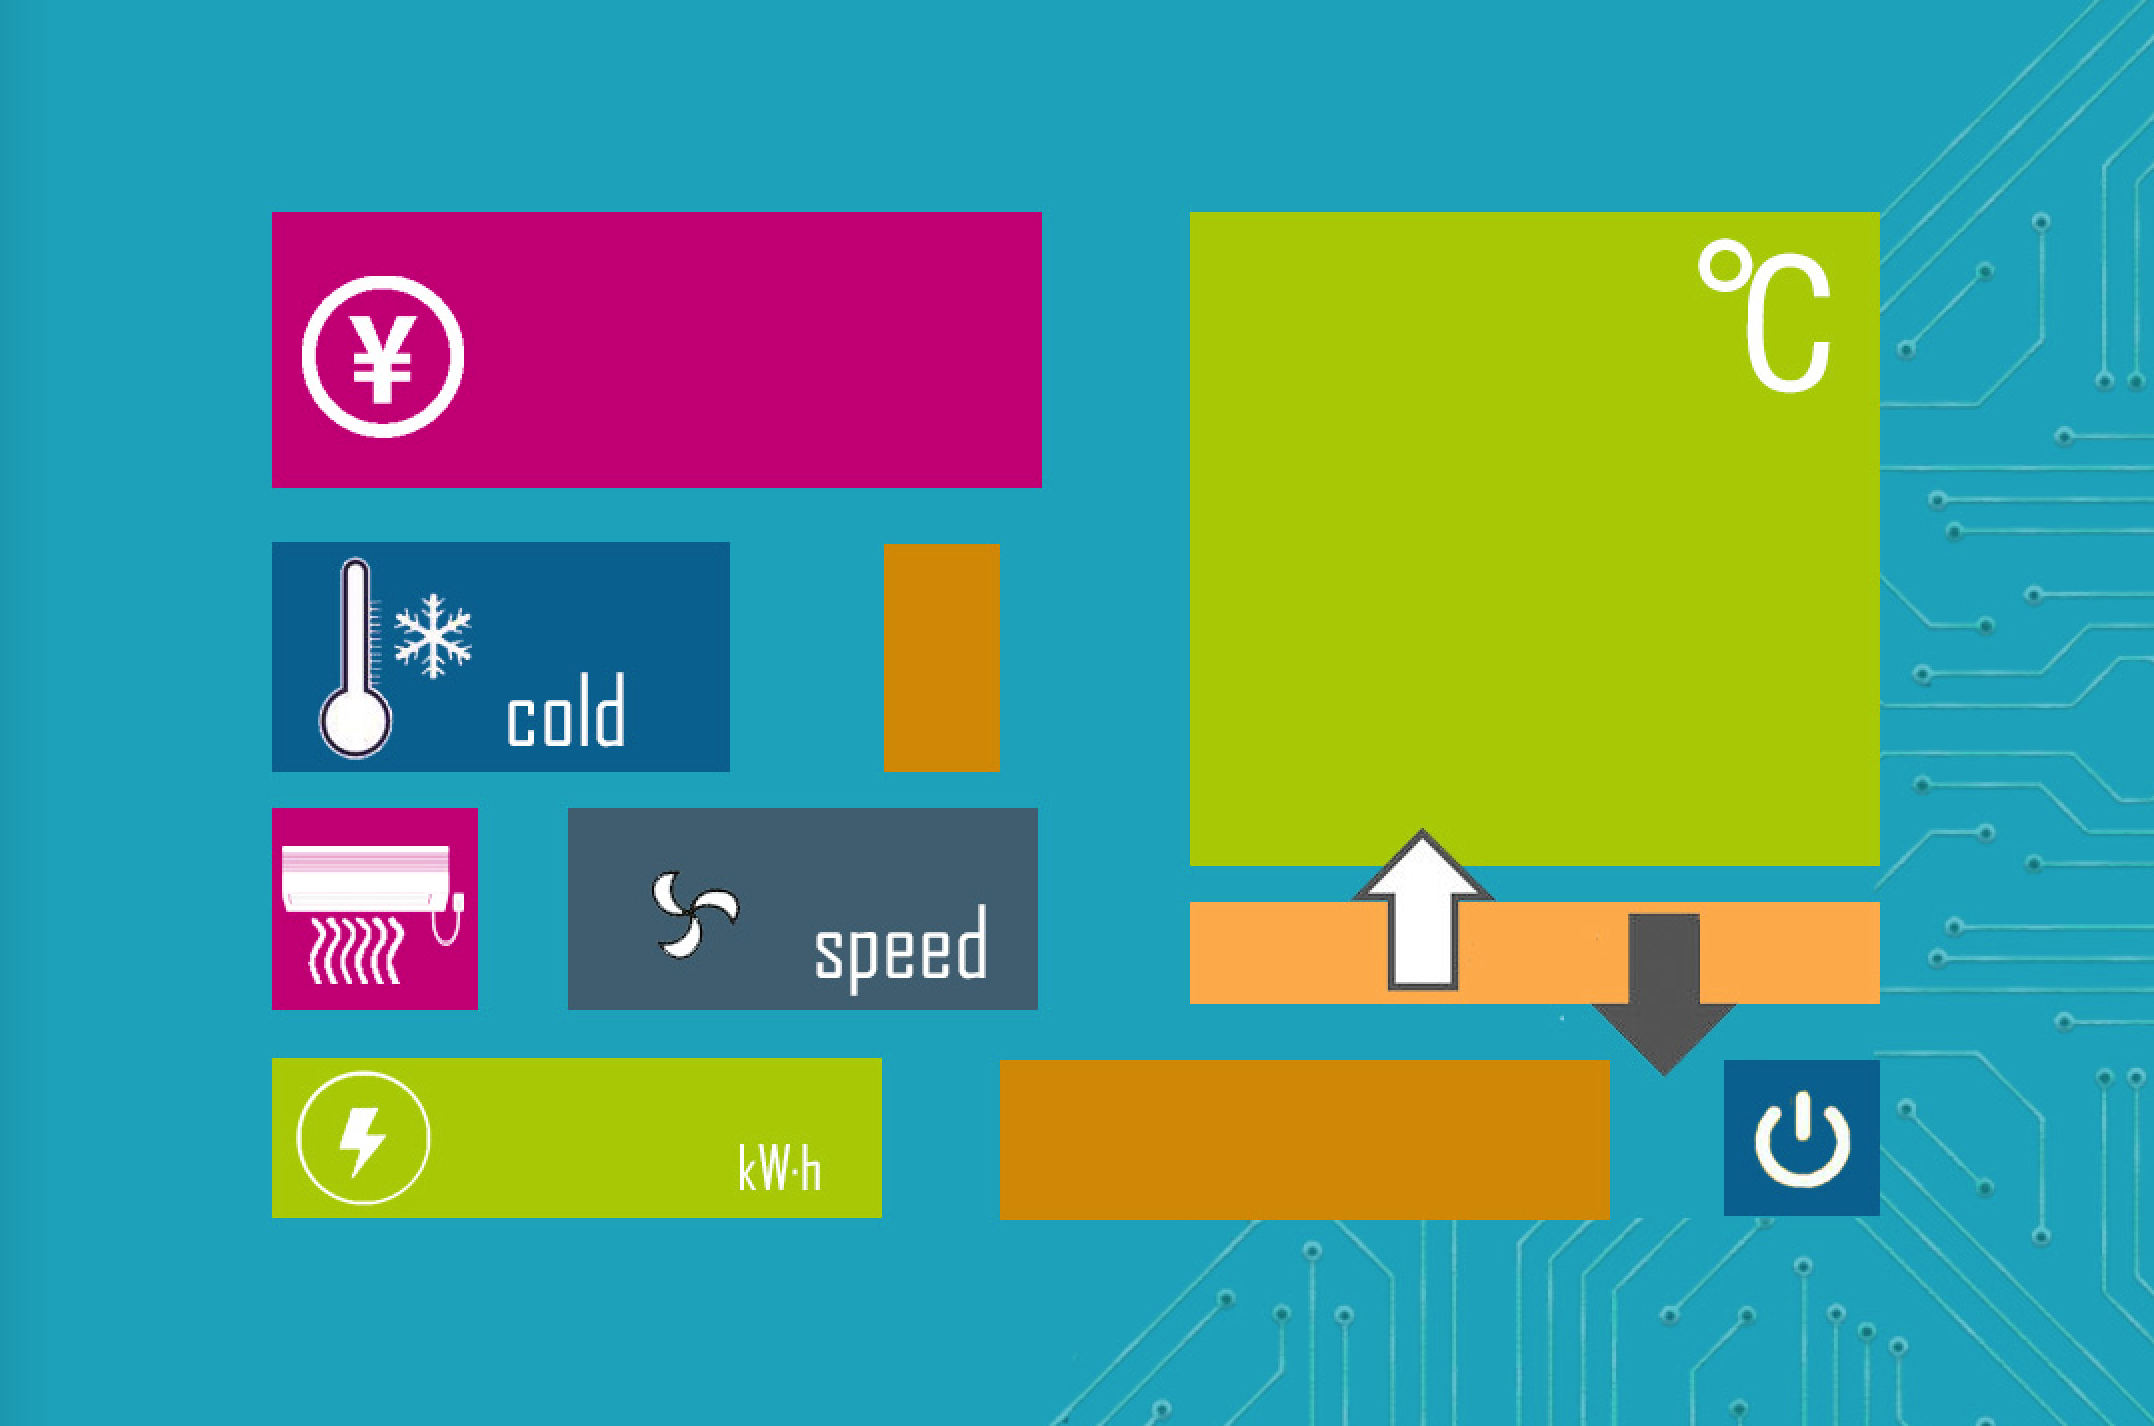 ¥
℃
cold
speed
kW·h